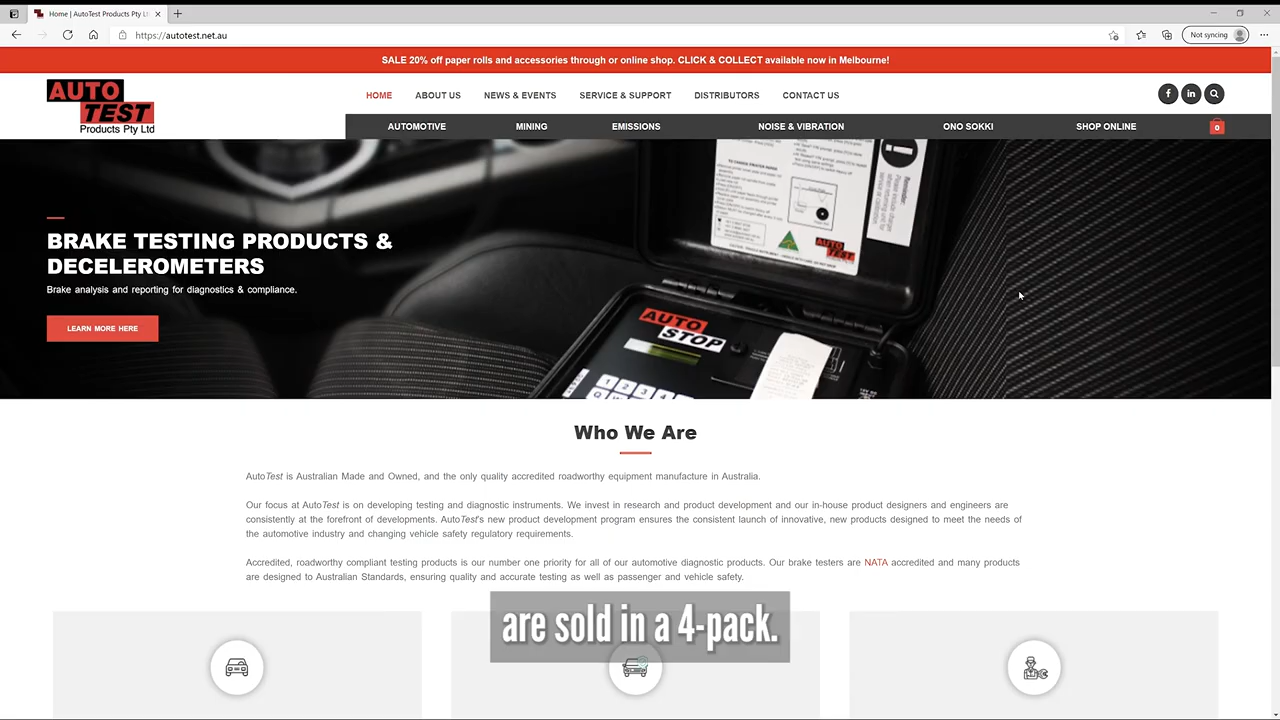 Home | AutoTest Products Pty Lt
Not syncing
https://autotest.net.au
SALE 20% off paper rolls and accessories through or online shop. CLICK & COLLECT available now in Melbourne!
AUTO
TEST
Products Pty Ltd
HOME ABOUT US NEWS & EVENTS SERVICE & SUPPORT DISTRIBUTORS CONTACT US
AUTOMOTIVE MINING EMISSIONS NOISE & VIBRATION ONO SOKKI SHOP ONLINE 0
BRAKE TESTING PRODUCTS &
DECELEROMETERS
Brake analysis and reporting for diagnostics & compliance.
LEARN MORE HERE
AUTO
TEST
AUTO
STOP
1 2 3 4
Who We Are
AutoTest is Australian Made and Owned, and the only quality accredited roadworthy equipment manufacture in Australia.
Our focus at AutoTest is on developing testing and diagnostic instruments. We invest in research and product development and our in-house product designers and engineers are
consistently at the forefront of developments. AutoTest's new product development program ensures the consistent launch of innovative, new products designed to meet the needs of
the automotive industry and changing vehicle safety regulatory requirements.
Accredited, roadworthy compliant testing products is our number one priority for all of our automotive diagnostic products. Our brake testers are NATA accredited and many products
are designed to Australian Standards, ensuring quality and accurate testing as well as passenger and vehicle safety.
are sold in a 4-pack.